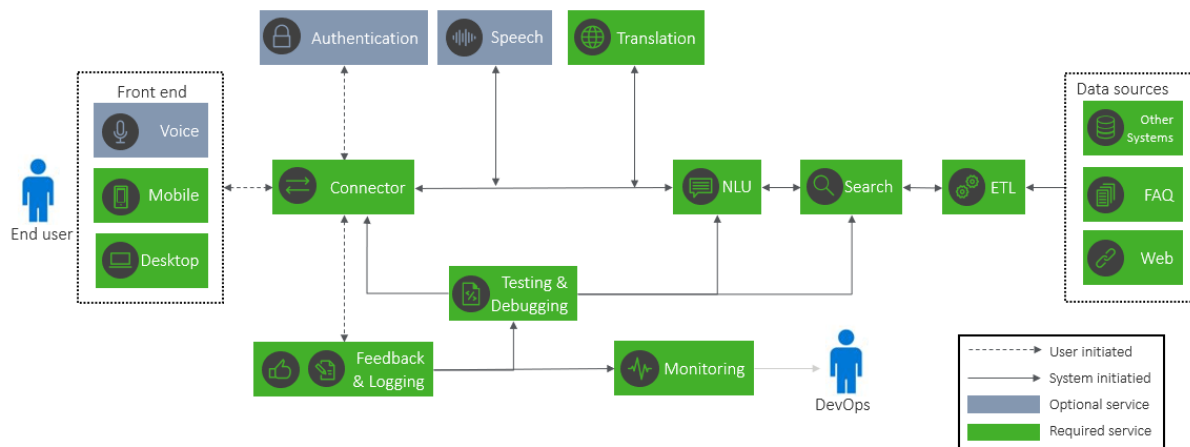 Authentication
Speech
Translation
Front end
Voice
Mobile
Desktop
End user
Connector
NLU
Search
ETL
Data sources
Other
Systems
FAQ
Web
Testing &
Debugging
Feedback
& Logging
Monitoring
DevOps
User initiated
System initiatied
Optional service
Required service